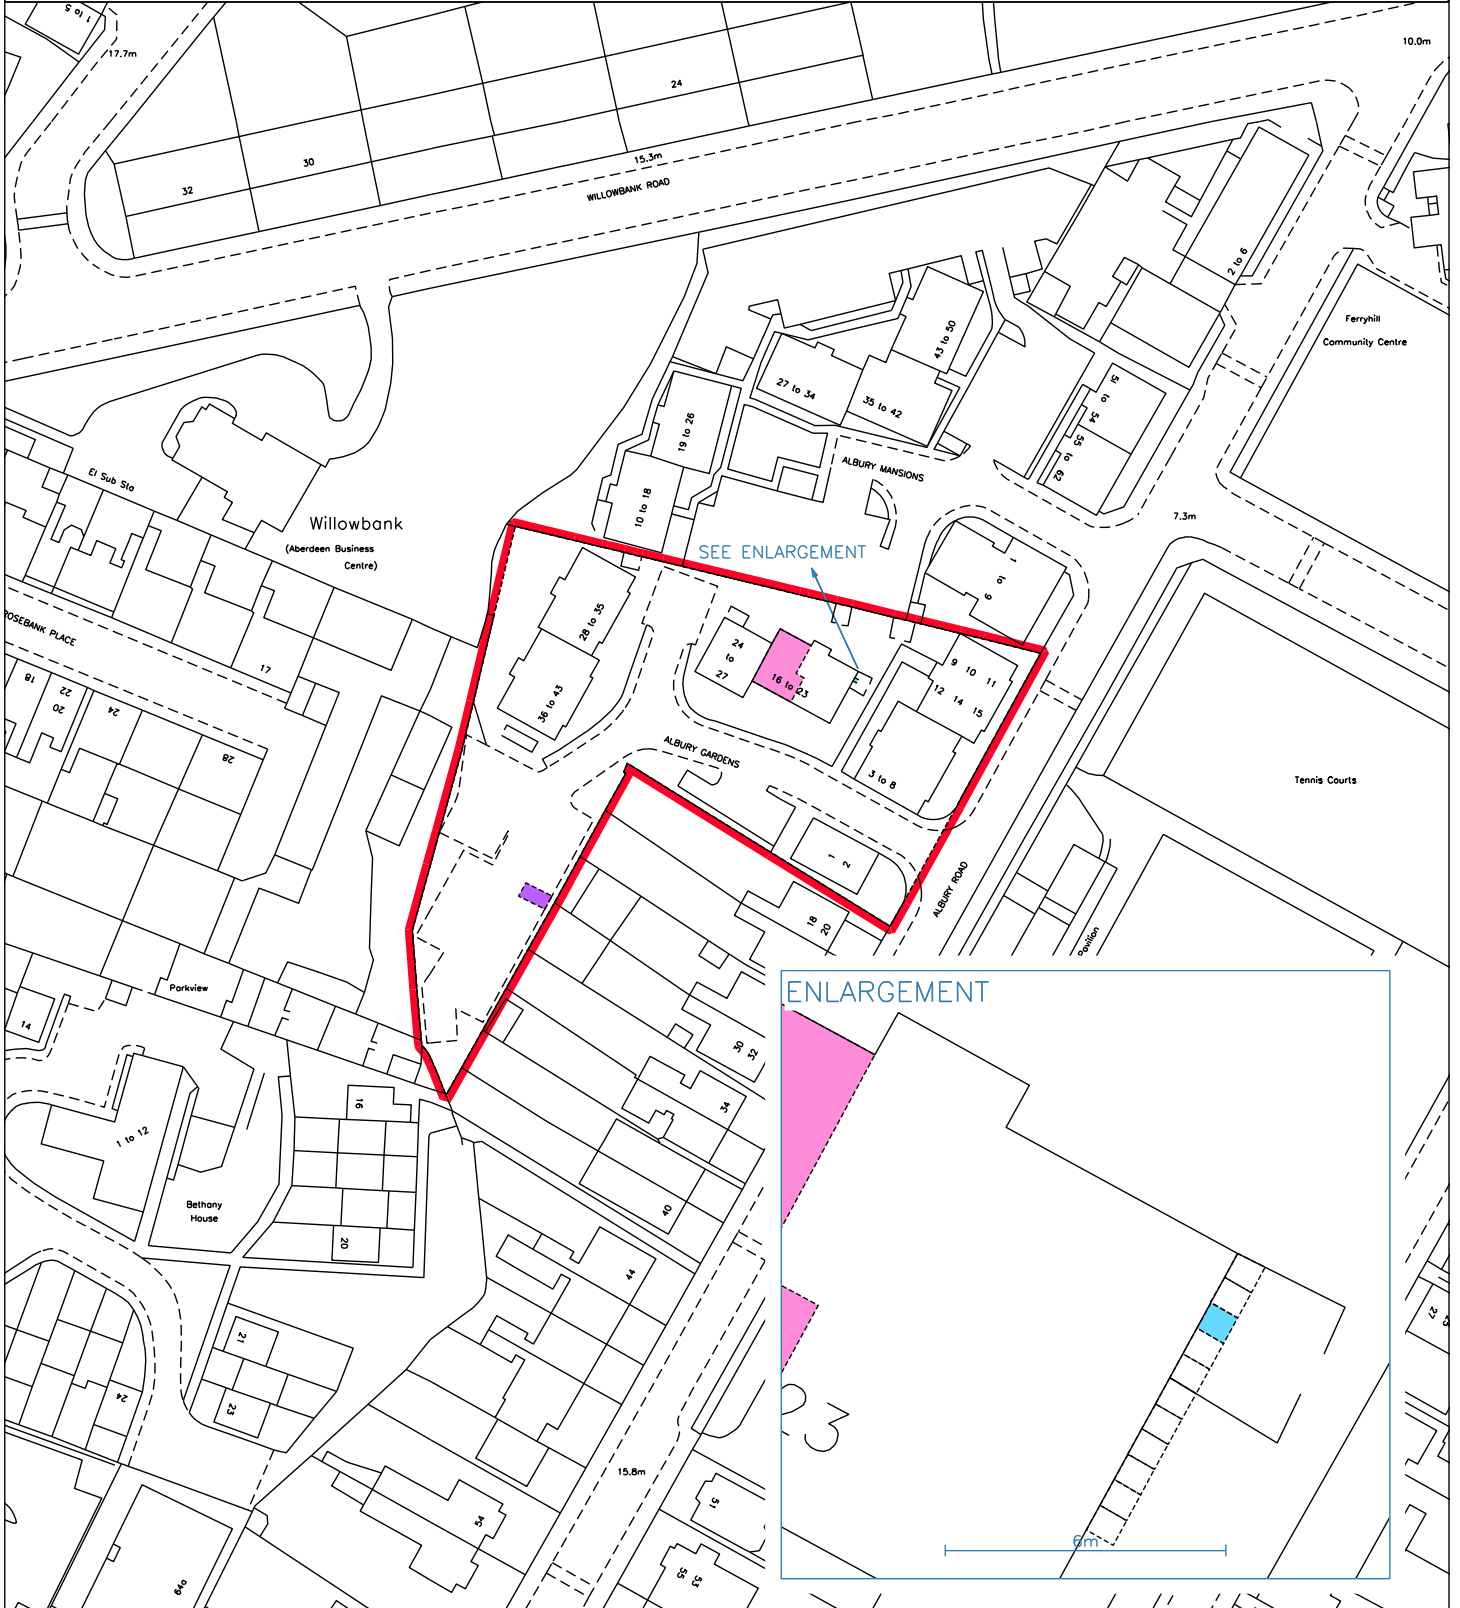 1 to 5
17.7m
10.0m
24
30
32
15.3m
WILLOWBANK ROAD
2 to 6
Ferryhill
Community Centre
43 to 50
27 to 34
35 to 42
19 to 26
51
to
54
55
to
62
ALBURY MANSIONS
El Sub Sta
10 to 18
7.3m
Willowbank
(Aberdeen Business
Centre)
SEE ENLARGEMENT
1
to
9
ROSEBANK PLACE
28 to 35
24
to
27
16 to 23
9 10 11
12 14 15
17
18
22
20
24
28
36 to 43
ALBURY GARDENS
3 to 8
Tennis Courts
1 2
ALBURY ROAD
18
20
Pavilion
Parkview
14
ENLARGEMENT
30
32
34
16
1 to 12
Bethany
House
40
20
44
21
23
24
27
25
23
15.8m
51
54
55
53
64a
6m